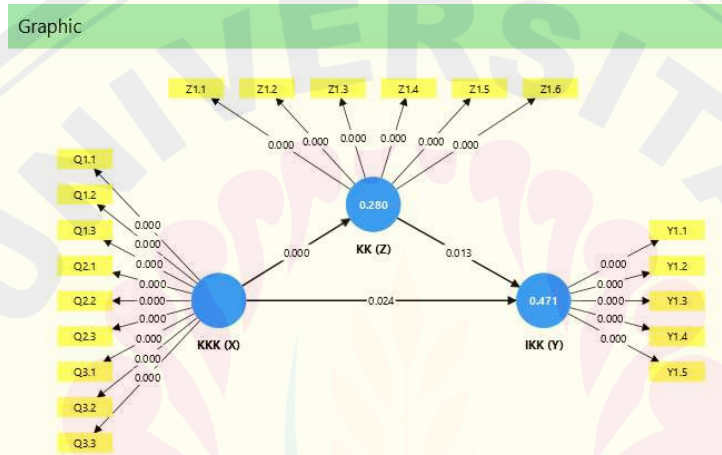 Graphic
UNIVERSITA
Z1.1 Z1.2 Z1.3 Z1.4 Z1.5 Z1.6
0.000 0.000 0.000 0.000 0.000 0.000
Q1.1
Q1.2
Q1.3
Q2.1
Q2.2
Q2.3
Q3.1
Q3.2
Q3.3
0.000
0.000
0.000
0.000
0.000
0.000
0.000
0.000
0.000
KKK (X)
0.000
0.280
KK (Z)
0.013
0.024
0.471
IKK (Y)
0.000
0.000
0.000
0.000
0.000
Y1.1
Y1.2
Y1.3
Y1.4
Y1.5